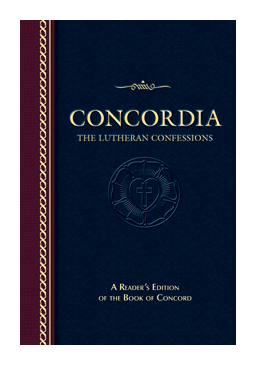 CONCORDIA
THE LUTHERAN CONFESSIONS
A READER'S EDITION
OF THE BOOK OF CONCORD